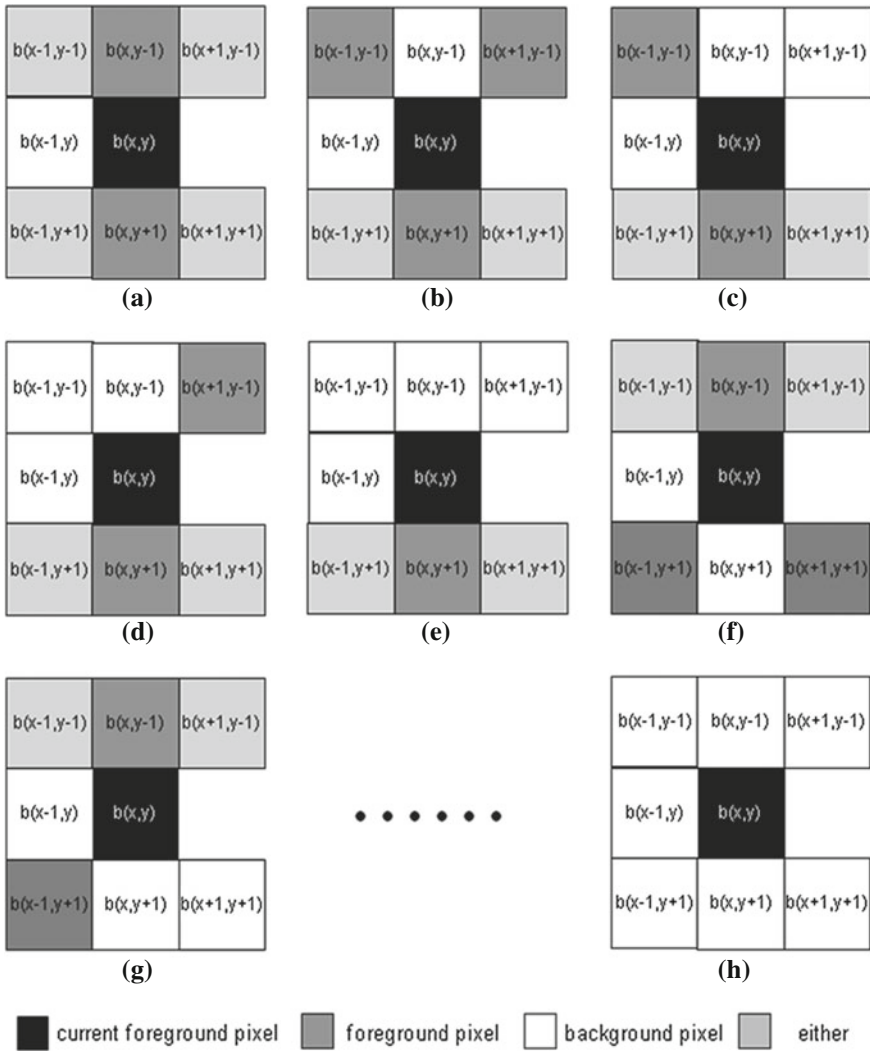 b(x-1,y-1) b(x,y-1) b(x+1,y-1) b(x-1,y-1) b(x,y-1) b(x+1,y-1) b(x-1,y-1) b(x,y-1) b(x+1,y-1)
b(x-1,y) b(x,y) b(x-1,y) b(x,y) b(x-1,y) b(x,y)
b(x-1,y+1) b(x,y+1) b(x+1,y+1) b(x-1,y+1) b(x,y+1) b(x+1,y+1) b(x-1,y+1) b(x,y+1) b(x+1,y+1)
(a) (b) (c)
b(x-1,y-1) b(x,y-1) b(x+1,y-1) b(x-1,y-1) b(x,y-1) b(x+1,y-1) b(x-1,y-1) b(x,y-1) b(x+1,y-1)
b(x-1,y) b(x,y) b(x-1,y) b(x,y) b(x-1,y) b(x,y)
b(x-1,y+1) b(x,y+1) b(x+1,y+1) b(x-1,y+1) b(x,y+1) b(x+1,y+1) b(x-1,y+1) b(x,y+1) b(x+1,y+1)
(d) (e) (f)
b(x-1,y-1) b(x,y-1) b(x+1,y-1) b(x-1,y-1) b(x,y-1) b(x+1,y-1)
b(x-1,y) b(x,y) b(x-1,y) b(x,y)
b(x-1,y+1) b(x,y+1) b(x+1,y+1) b(x-1,y+1) b(x,y+1) b(x+1,y+1)
(g) (h)
current foreground pixel foreground pixel background pixel either